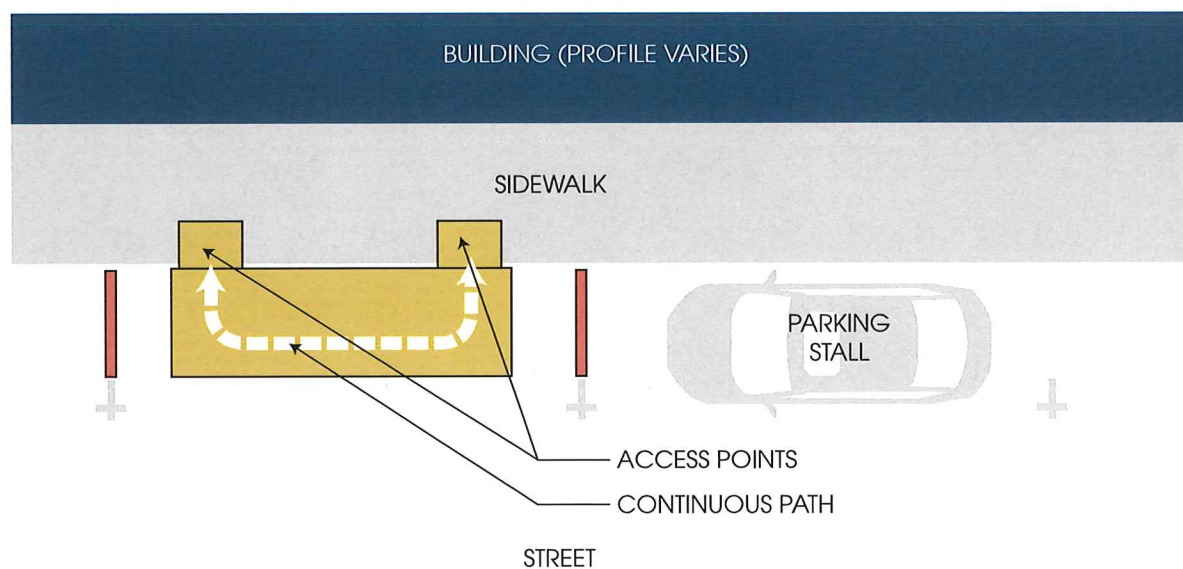 BUILDING (PROFILE VARIES)
SIDEWALK
PARKING
STALL
ACCESS POINTS
CONTINUOUS PATH
STREET